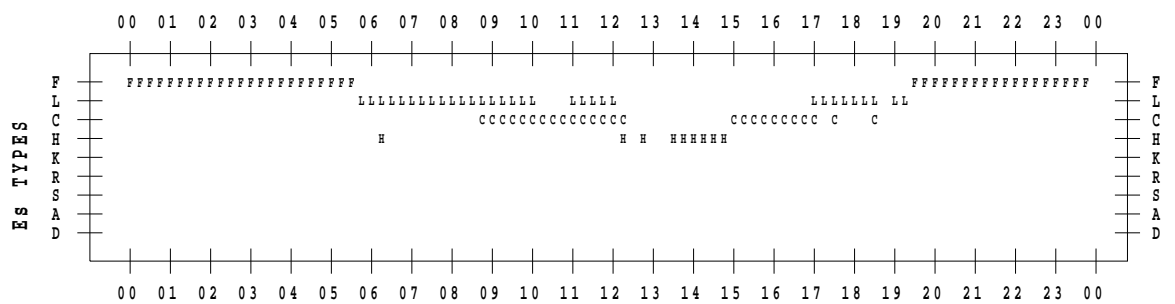 00 01 02 03 04 05 06 07 08 09 10 11 12 13 14 15 16 17 18 19 20 21 22 23 00
F FFFFFFFFFFFFFFFFFFFFFFF FFFFFFFFFFFFFFFFFF F
L LLLLLLLLLLLLLLLLLL LLLLL LLLLLLL LL L
C CCCCCCCCCCCCCCC CCCCCCCCC C C C
H H H H HHHHHH H
K K
R R
S S
A A
D D
Es TYPES
00 01 02 03 04 05 06 07 08 09 10 11 12 13 14 15 16 17 18 19 20 21 22 23 00